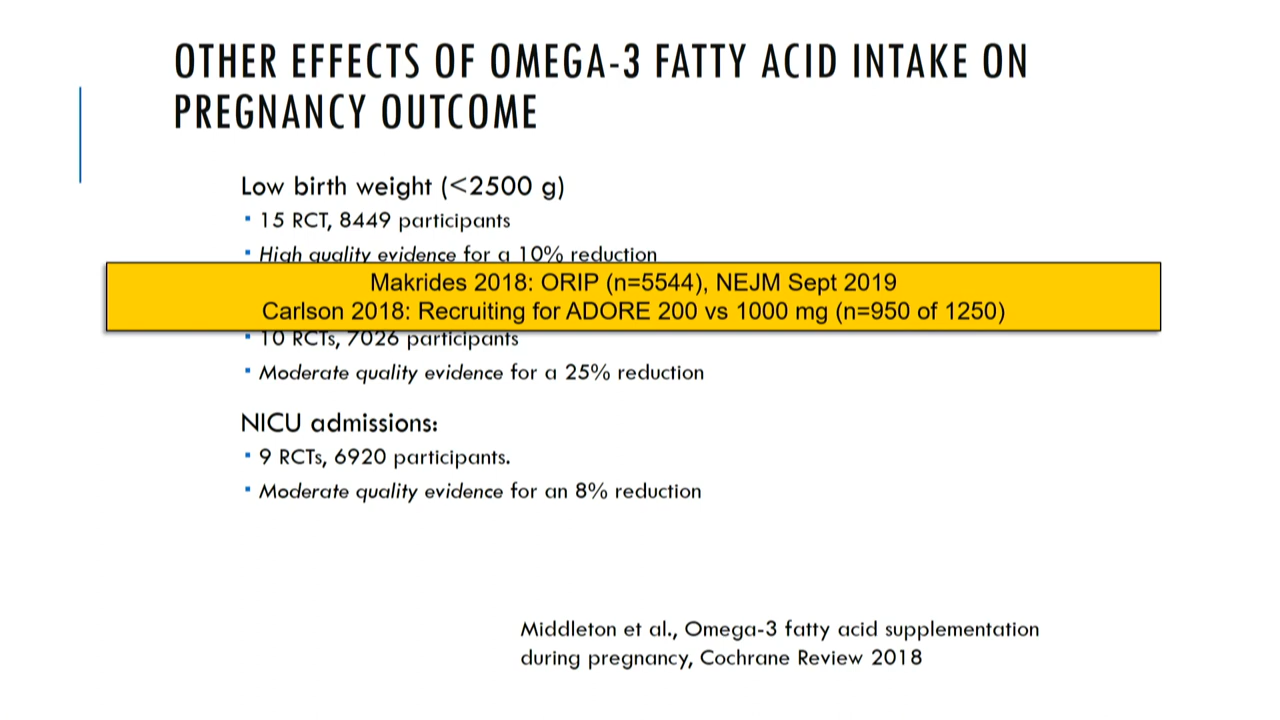 OTHER EFFECTS OF OMEGA-3 FATTY ACID INTAKE ON
PREGNANCY OUTCOME
Low birth weight (<2500 g)
▪ 15 RCT, 8449 participants
▪ High quality evidence for a 10% reduction
Makrides 2018: ORIP (n=5544), NEJM Sept 2019
Carlson 2018: Recruiting for ADORE 200 vs 1000 mg (n=950 of 1250)
▪ 10 RCTs, 7026 participants
▪ Moderate quality evidence for a 25% reduction
NICU admissions:
▪ 9 RCTs, 6920 participants.
▪ Moderate quality evidence for an 8% reduction
Middleton et al., Omega-3 fatty acid supplementation
during pregnancy, Cochrane Review 2018